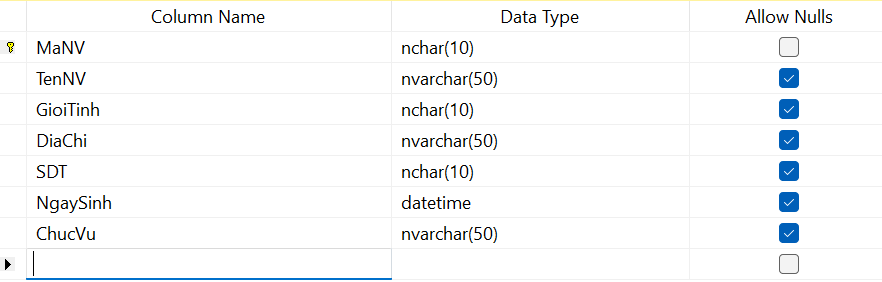 Column Name Data Type Allow Nulls
MaNV nchar(10)
TenNV nvarchar(50)
GioiTinh nchar(10)
DiaChi nvarchar(50)
SDT nchar(10)
NgaySinh datetime
ChucVu nvarchar(50)